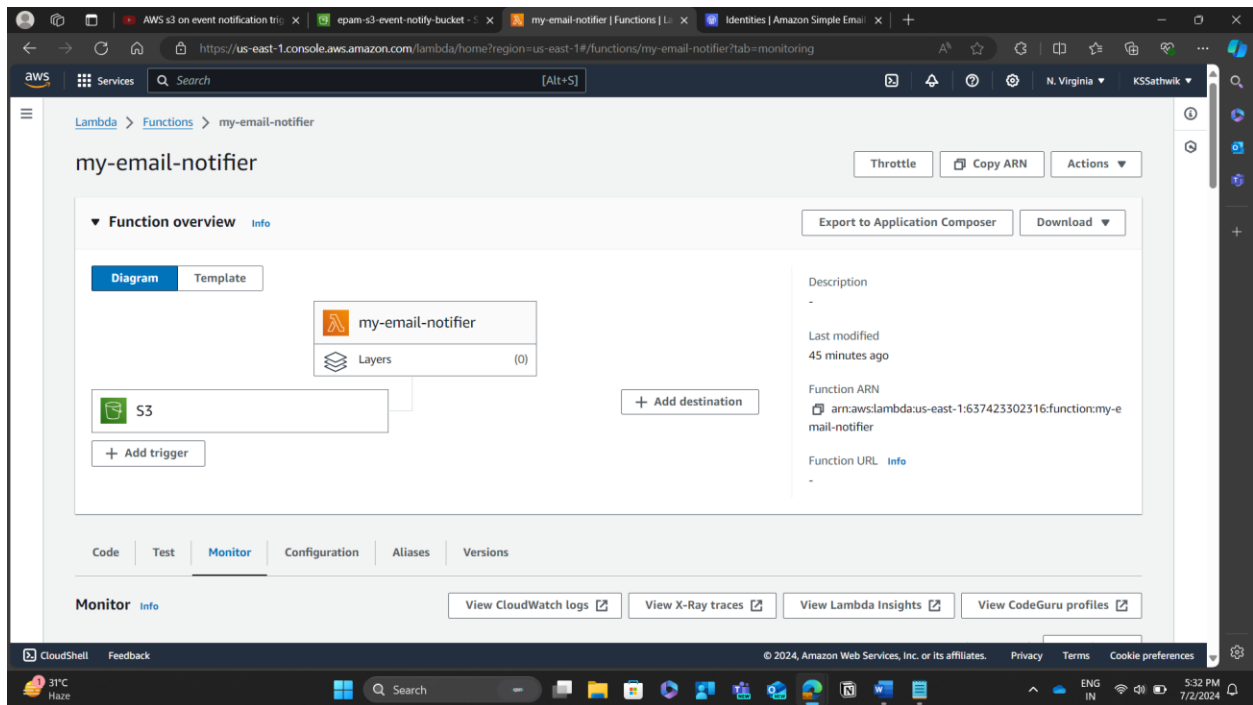 AWS s3 on event notification trig
epam-s3-event-notify-bucket - S
my-email-notifier | Functions | La
Identities | Amazon Simple Email
https://us-east-1.console.aws.amazon.com/lambda/home?region=us-east-1#/functions/my-email-notifier?tab=monitoring
aws Services Search [Alt+S] N. Virginia ▼ KSSathwik ▼
Lambda > Functions > my-email-notifier
my-email-notifier
Throttle Copy ARN Actions ▼
▼ Function overview Info
Export to Application Composer Download ▼
Diagram Template
my-email-notifier
Layers (0)
S3
+ Add trigger
+ Add destination
Description
-
Last modified
45 minutes ago
Function ARN
arn:aws:lambda:us-east-1:637423302316:function:my-e
mail-notifier
Function URL Info
-
Code Test Monitor Configuration Aliases Versions
Monitor Info
View CloudWatch logs View X-Ray traces View Lambda Insights View CodeGuru profiles
CloudShell Feedback © 2024, Amazon Web Services, Inc. or its affiliates. Privacy Terms Cookie preferences
1
31°C
Haze
Search
ENG
IN
5:32 PM
7/2/2024